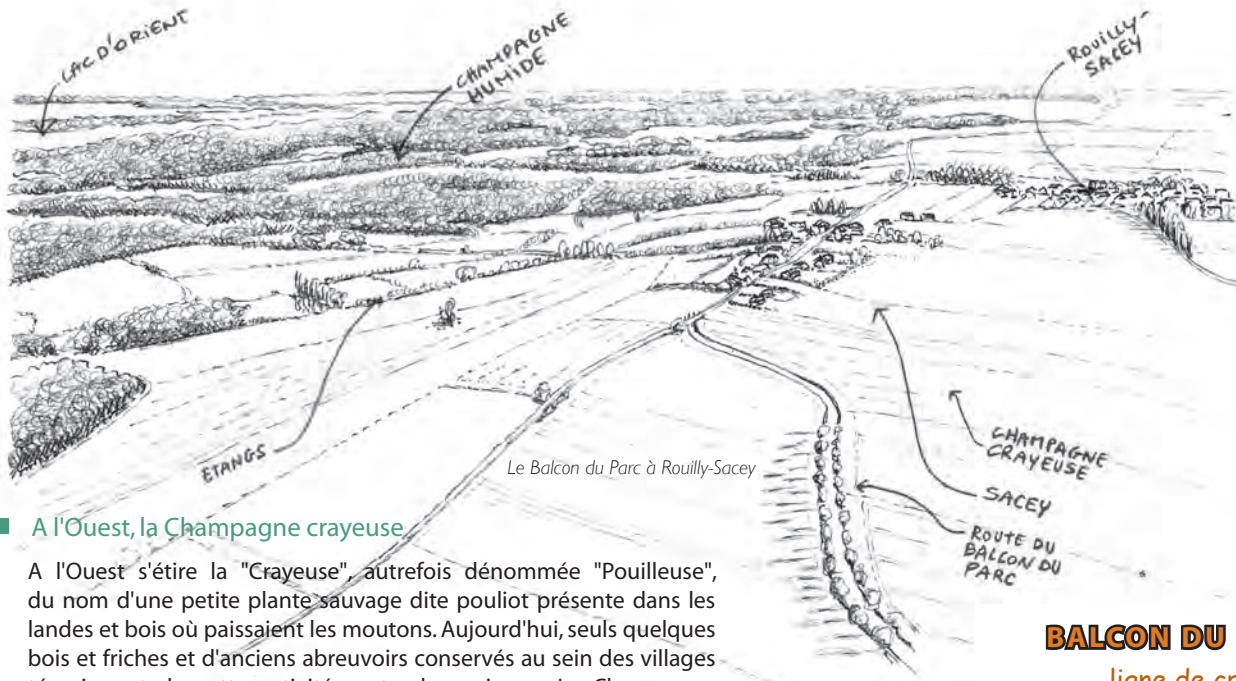 LAC D'ORIENT
CHAMPAGNE
HUMIDE
ROUILLY-
SACEY
ETANGS
Le Balcon du Parc à Rouilly-Sacey
CHAMPAGNE
CRAYEUSE
SACEY
ROUTE DU
BALCON DU
PARC
A l'Ouest, la Champagne crayeuse
A l'Ouest s'étire la "Crayeuse", autrefois dénommée "Pouilleuse",
du nom d'une petite plante sauvage dite pouliot présente dans les
landes et bois où paissaient les moutons. Aujourd'hui, seuls quelques
bois et friches et d'anciens abreuvoirs conservés au sein des villages
BALCON DU
ligne de cr